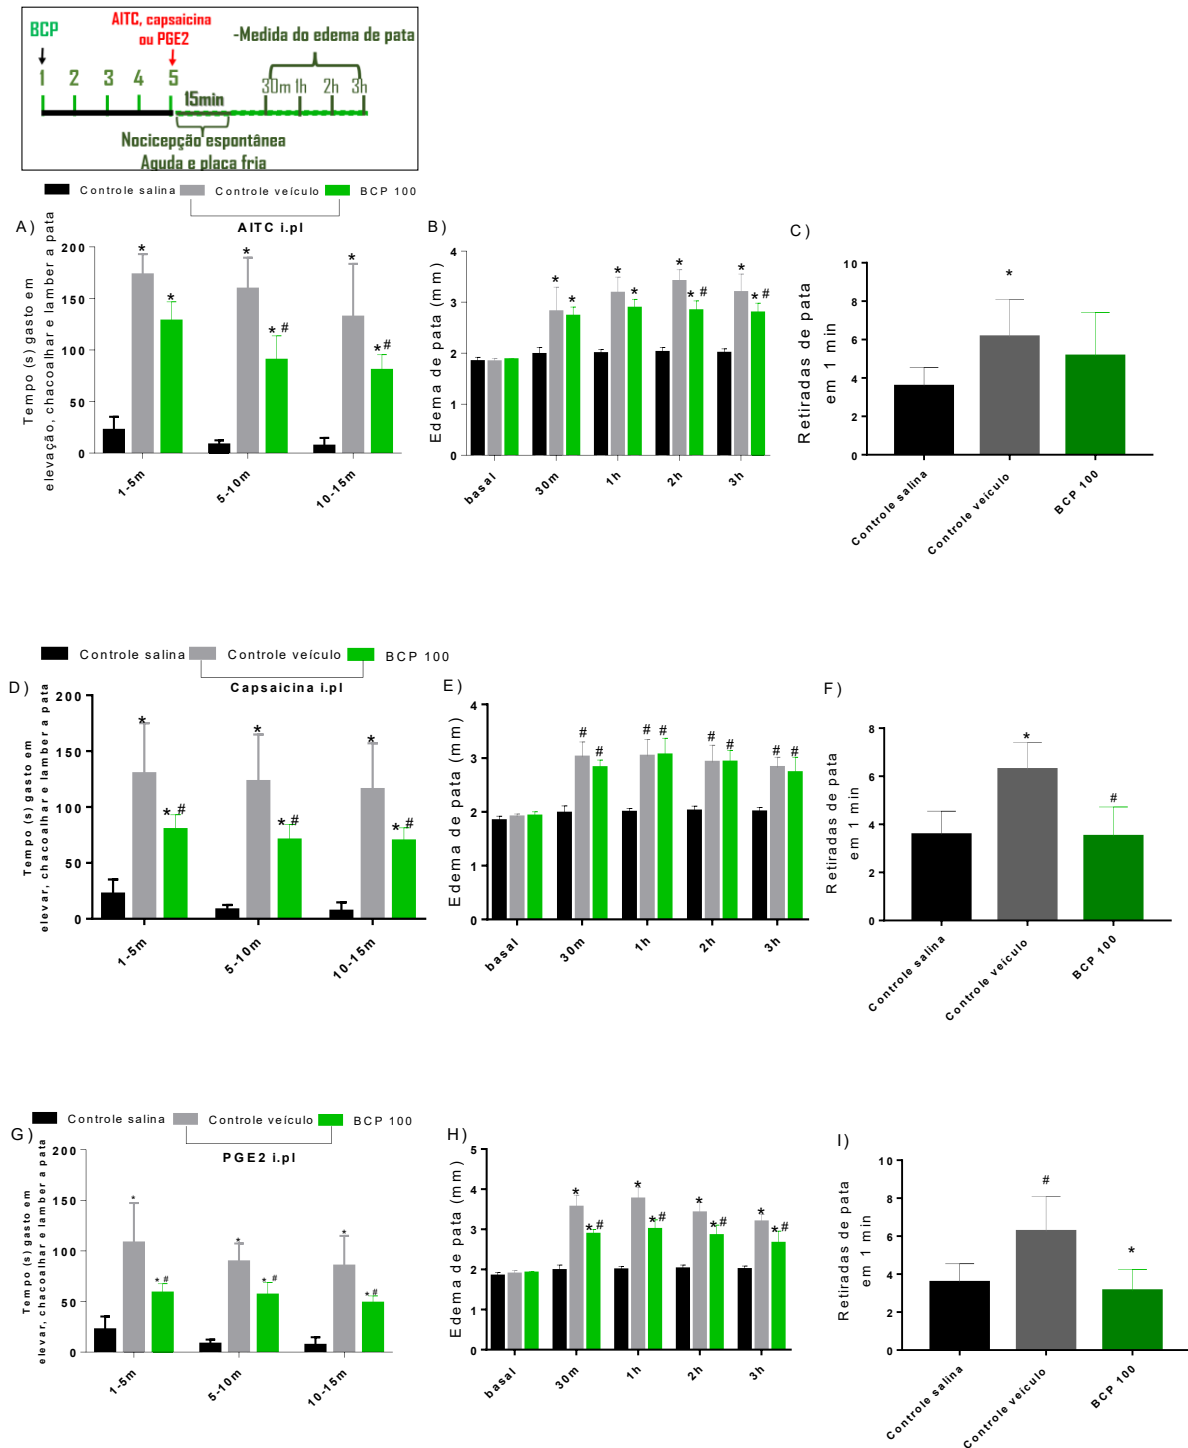 BCP
AITC, capsaicina
ou PGE2
-Medida do edema de pata
1 2 3 4 5
15min
30m 1h 2h 3h
Nocicepção espontânea
Aguda e placa fria
Controle salina Controle veículo BCP 100
AITC i.pl
A)
Tempo (s) gasto em
elevação, chacoalhar e lamber a pata
200
150
100
50
0
* * * * # * * #
1-5m 5-10m 10-15m
B)
Edema de pata (mm)
4
3
2
1
0
* * * * * * # * * #
basal 30m 1h 2h 3h
C)
Retiradas de pata
em 1 min
10
8
6
4
2
0
*
Controle salina Controle veículo BCP 100
Controle salina Controle veículo BCP 100
Capsaicina i.pl
D)
Tempo (s) gasto em
elevar, chacoalhar e lamber a pata
200
150
100
50
0
* * # * * # * * #
1-5m 5-10m 10-15m
E)
Edema de pata (mm)
4
3
2
1
0
# # # # # # # #
basal 30m 1h 2h 3h
F)
Retiradas de pata
em 1 min
8
6
4
2
0
* #
Controle salina Controle veículo BCP 100
Controle salina Controle veículo BCP 100
PGE2 i.pl
G)
Tempo (s) gasto em
elevar, chacoalhar e lamber a pata
200
150
100
50
0
* * # * * # * * #
1-5m 5-10m 10-15m
H)
Edema de pata (mm)
5
4
3
2
1
0
* * # * * # * * # * * #
basal 30m 1h 2h 3h
I)
Retiradas de pata
em 1 min
10
8
6
4
2
0
# *
Controle salina Controle veículo BCP 100